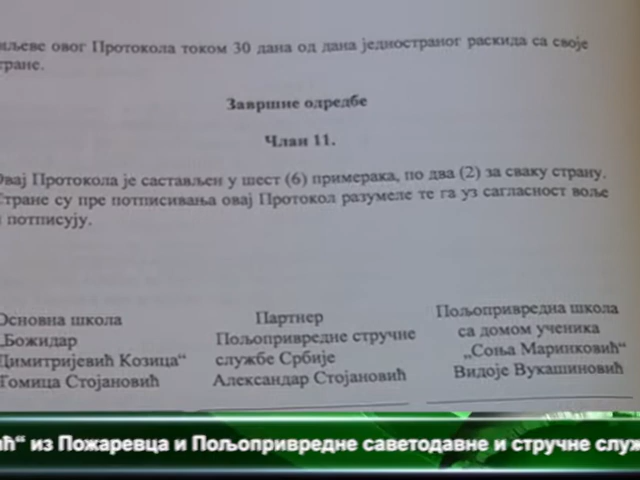 иљеве овог Протокола током 30 дана од дана једностраног раскида са своје
тране.
Завршне одредбе
Члан 11.
Овај Протокола је састављен у шест (6) примерака, по два (2) за сваку страну.
Стране су пре потписивања овај Протокол разумеле те га уз сагласност воље
и потписују.
Основна школа
„Божидар
Димитријевић Козица“
Томица Стојановић
Партнер
Пољопривредне стручне
службе Србије
Александар Стојановић
Пољопривредна школа
са домом ученика
„Соња Маринковић“
Видоје Вукашиновић
ић“ из Пожаревца и Пољопривредне саветодавне и стручне служ